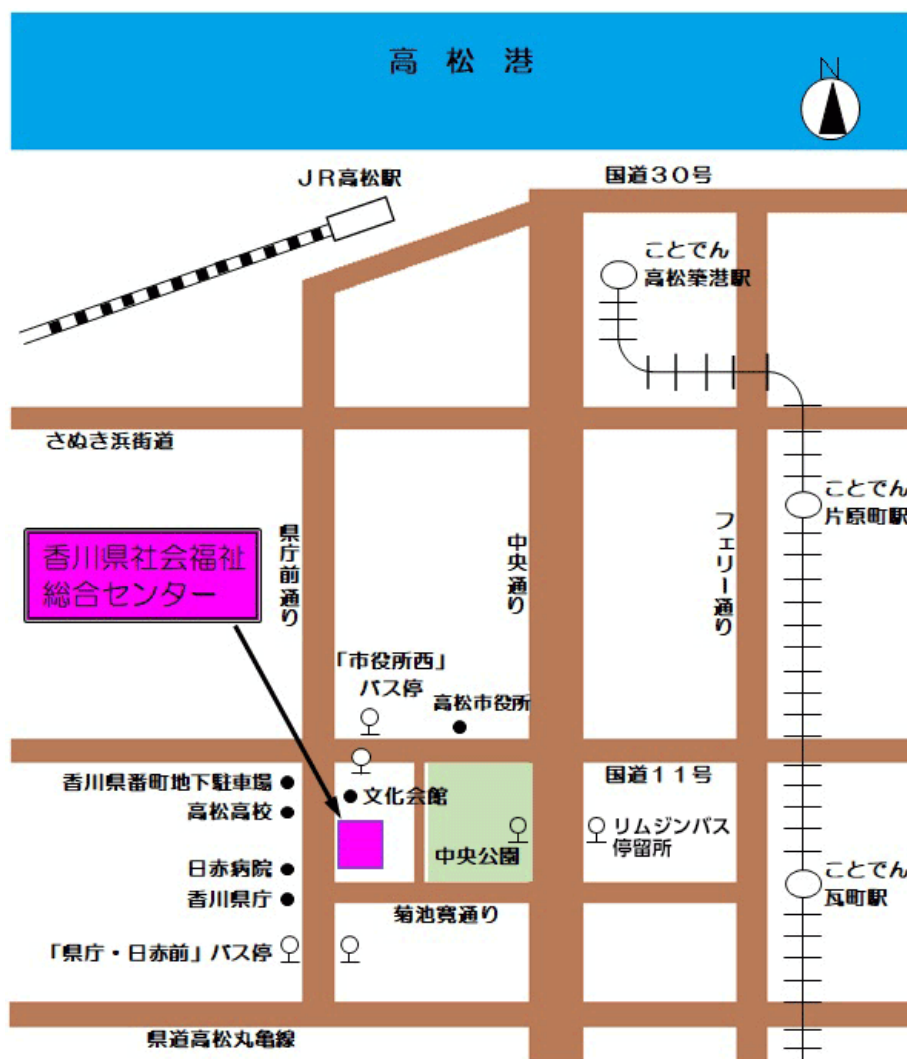 高松港
N
JR高松駅
国道30号
ことでん
高松築港駅
さぬき浜街道
ことでん
片原町駅
香川県社会福祉
総合センター
県庁前通り
中央通り
フェリー通り
「市役所西」
バス停
高松市役所
香川県番町地下駐車場
国道11号
文化会館
高松高校
リムジンバス
停留所
中央公園
日赤病院
ことでん
瓦町駅
香川県庁
菊池寛通り
「県庁・日赤前」バス停
県道高松丸亀線